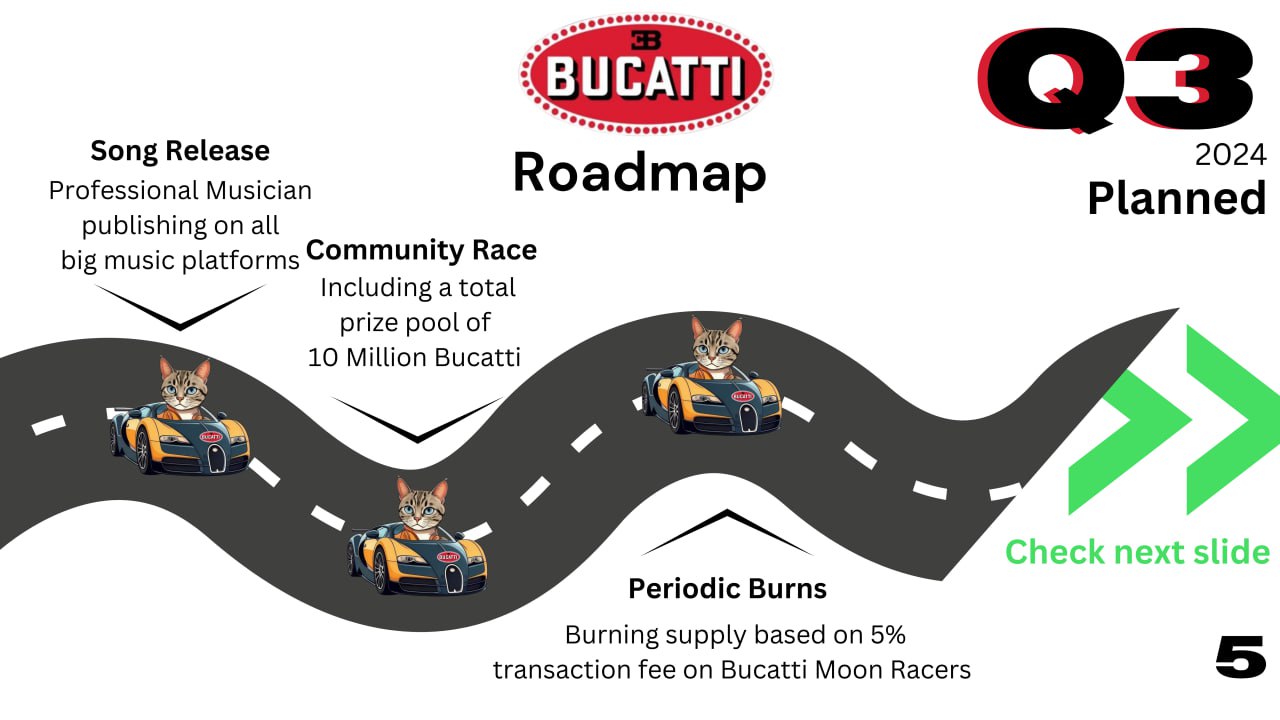 EB
BUCATTI
Roadmap
Q3
2024
Planned
Song Release
Professional Musician
publishing on all
big music platforms
Community Race
Including a total
prize pool of
10 Million Bucatti
BUCATTI
BUCATTI
BUCATTI
Periodic Burns
Burning supply based on 5%
transaction fee on Bucatti Moon Racers
Check next slide
5